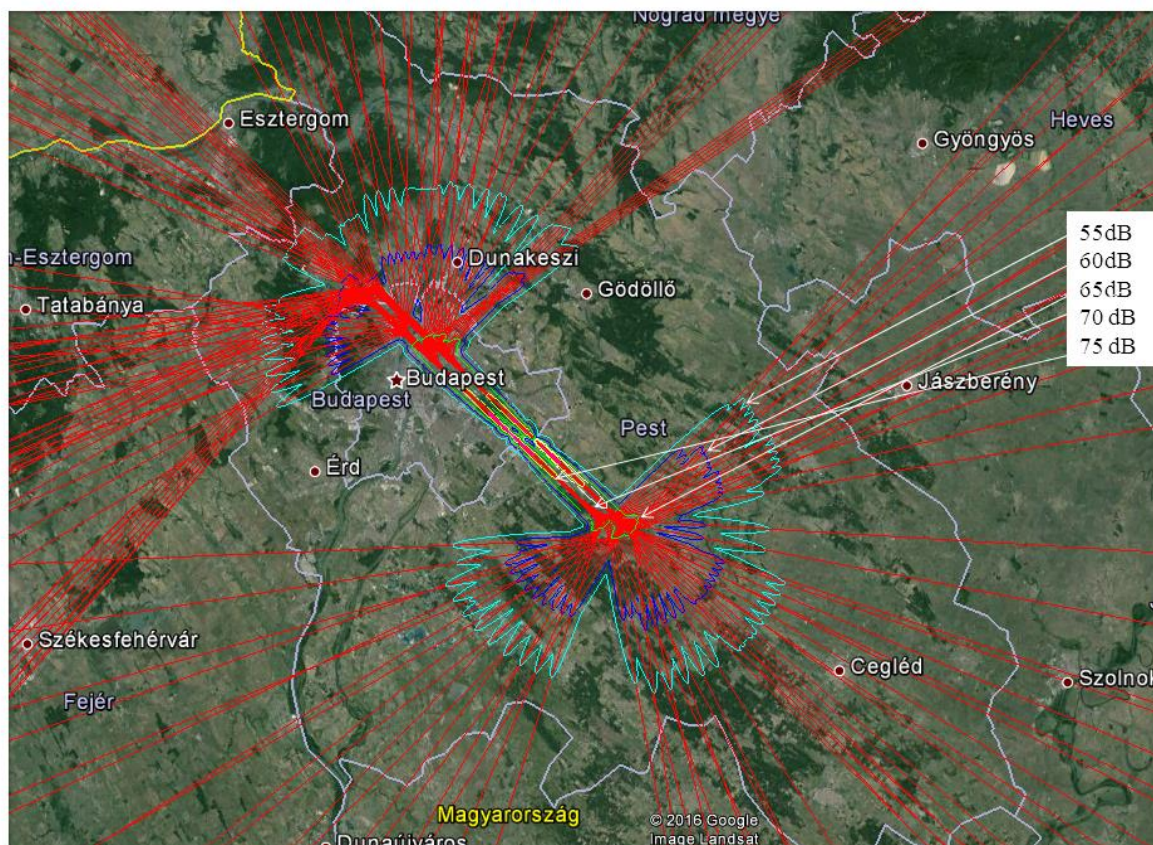 Nógrád megye
Esztergom
Gyöngyös
Heves
55dB
60dB
65dB
70 dB
75 dB
n-Esztergom
Dunakeszi
Gödöllő
Tatabánya
Budapest
Budapest
Jászberény
Pest
Érd
Székesfehérvár
Cegléd
Szolnok
Fejér
Magyarország
© 2016 Google
Image Landsat
Dunaújváros